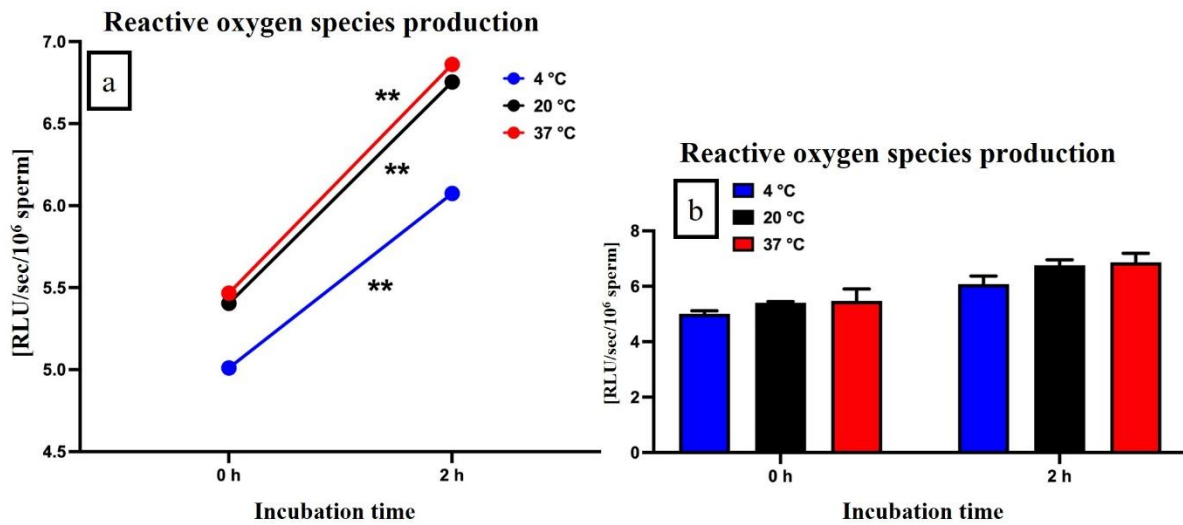 Reactive oxygen species production
a
7.0
6.5
6.0
5.5
5.0
4.5
[RLU/sec/10⁶ sperm]
4 °C
20 °C
37 °C
**
**
**
0 h
2 h
Incubation time
Reactive oxygen species production
b
4 °C
20 °C
37 °C
8
6
4
2
0
[RLU/sec/10⁶ sperm]
0 h
2 h
Incubation time